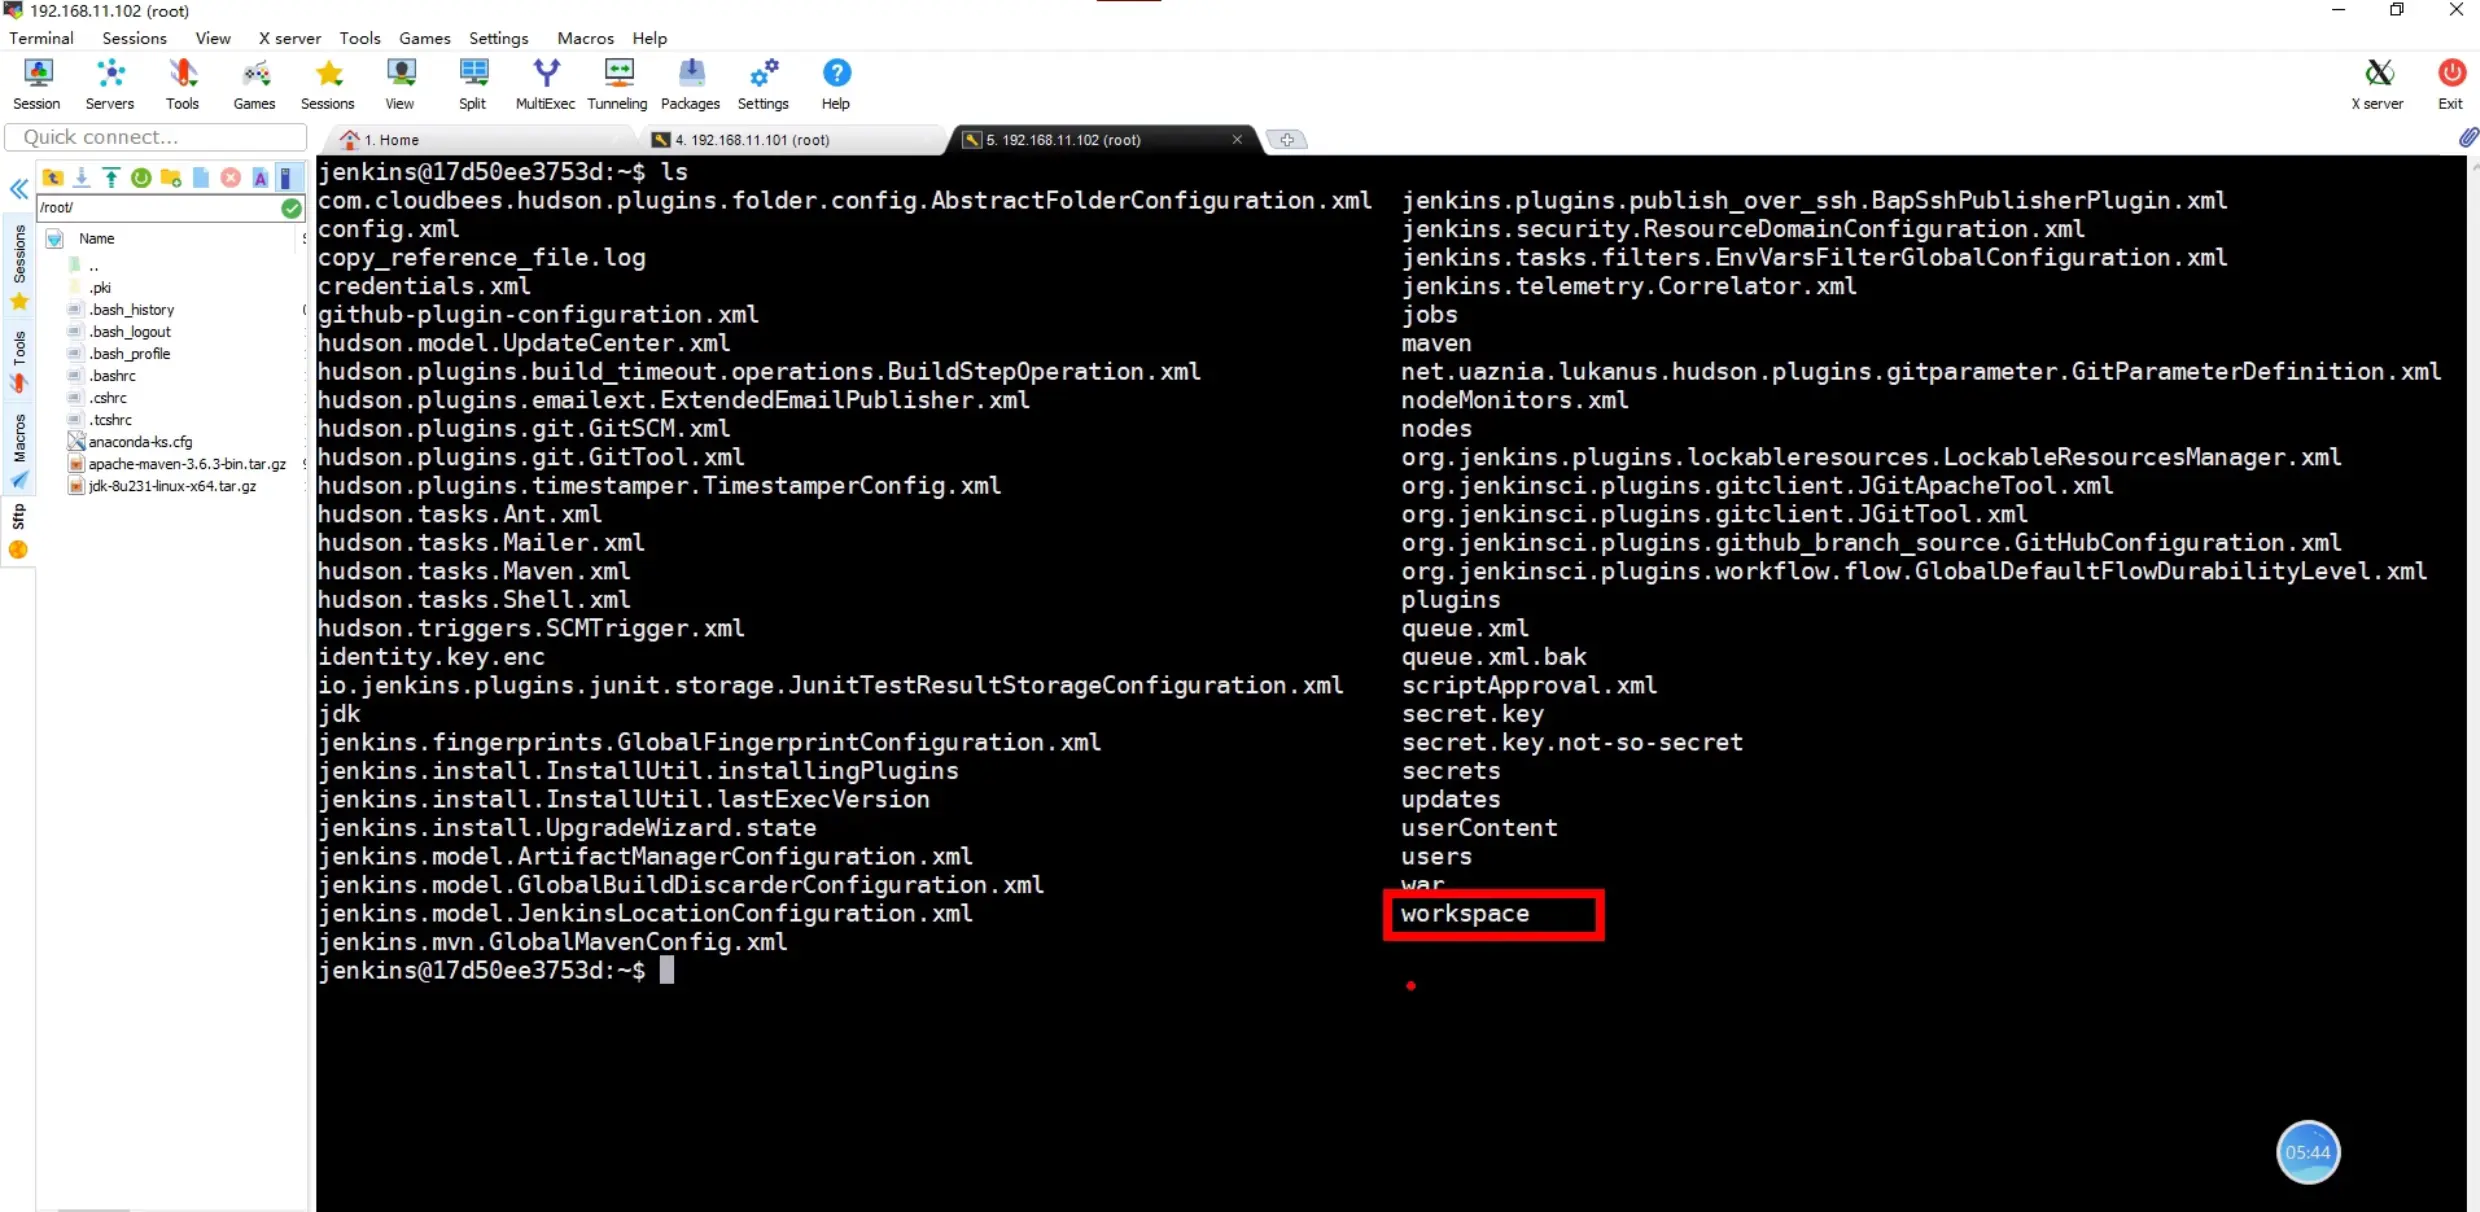 192.168.11.102 (root)
Terminal Sessions View X server Tools Games Settings Macros Help
Session Servers Tools Games Sessions View Split MultiExec Tunneling Packages Settings Help X server Exit
Quick connect...
1. Home
4. 192.168.11.101 (root)
5. 192.168.11.102 (root)
/root/
Name
..
.pki
.bash_history
.bash_logout
.bash_profile
.bashrc
.cshrc
.tcshrc
anaconda-ks.cfg
apache-maven-3.6.3-bin.tar.gz
jdk-8u231-linux-x64.tar.gz
Sessions
Tools
Macros
Sftp
jenkins@17d50ee3753d:~$ ls
com.cloudbees.hudson.plugins.folder.config.AbstractFolderConfiguration.xml jenkins.plugins.publish_over_ssh.BapSshPublisherPlugin.xml
config.xml jenkins.security.ResourceDomainConfiguration.xml
copy_reference_file.log jenkins.tasks.filters.EnvVarsFilterGlobalConfiguration.xml
credentials.xml jenkins.telemetry.Correlator.xml
github-plugin-configuration.xml jobs
hudson.model.UpdateCenter.xml maven
hudson.plugins.build_timeout.operations.BuildStepOperation.xml net.uaznia.lukanus.hudson.plugins.gitparameter.GitParameterDefinition.xml
hudson.plugins.emailext.ExtendedEmailPublisher.xml nodeMonitors.xml
hudson.plugins.git.GitSCM.xml nodes
hudson.plugins.git.GitTool.xml org.jenkins.plugins.lockableresources.LockableResourcesManager.xml
hudson.plugins.timestamper.TimestamperConfig.xml org.jenkinsci.plugins.gitclient.JGitApacheTool.xml
hudson.tasks.Ant.xml org.jenkinsci.plugins.gitclient.JGitTool.xml
hudson.tasks.Mailer.xml org.jenkinsci.plugins.github_branch_source.GitHubConfiguration.xml
hudson.tasks.Maven.xml org.jenkinsci.plugins.workflow.flow.GlobalDefaultFlowDurabilityLevel.xml
hudson.tasks.Shell.xml plugins
hudson.triggers.SCMTrigger.xml queue.xml
identity.key.enc queue.xml.bak
io.jenkins.plugins.junit.storage.JunitTestResultStorageConfiguration.xml scriptApproval.xml
jdk secret.key
jenkins.fingerprints.GlobalFingerprintConfiguration.xml secret.key.not-so-secret
jenkins.install.InstallUtil.installingPlugins secrets
jenkins.install.InstallUtil.lastExecVersion updates
jenkins.install.UpgradeWizard.state userContent
jenkins.model.ArtifactManagerConfiguration.xml users
jenkins.model.GlobalBuildDiscarderConfiguration.xml war
jenkins.model.JenkinsLocationConfiguration.xml workspace
jenkins.mvn.GlobalMavenConfig.xml
jenkins@17d50ee3753d:~$
05:44